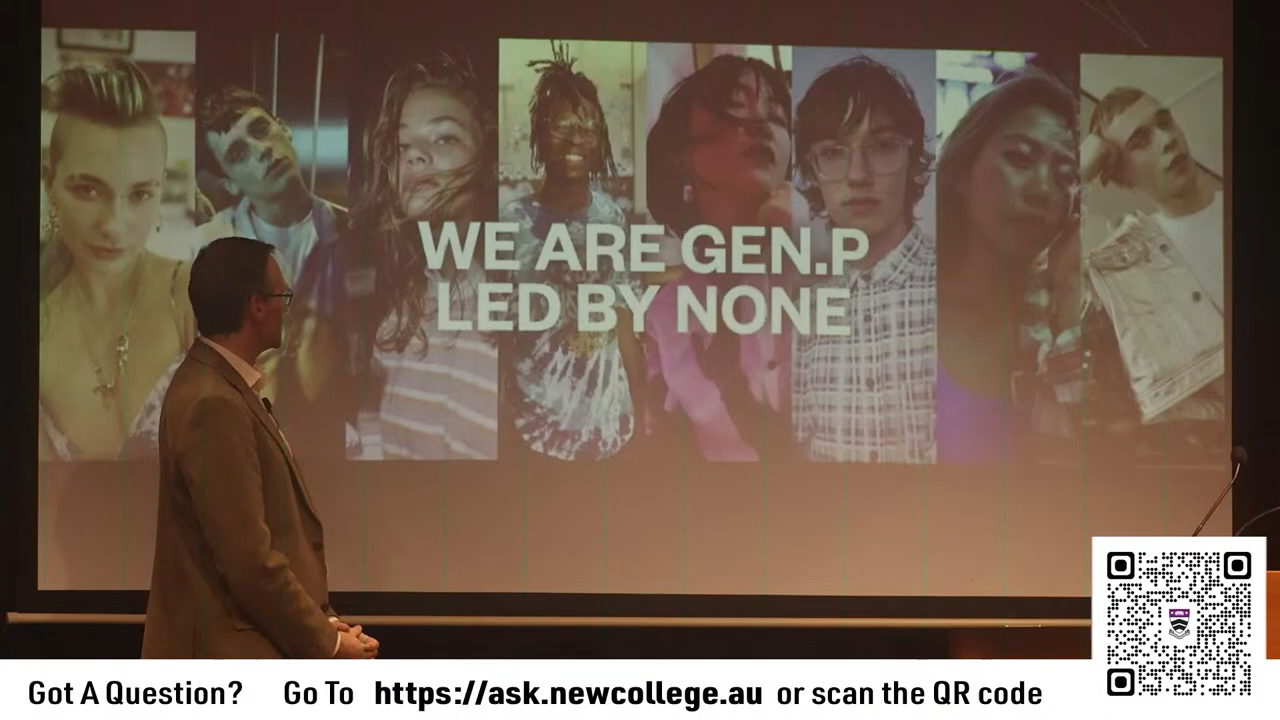 WE ARE GEN.P
LED BY NONE
Got A Question? Go To https://ask.newcollege.au or scan the QR code